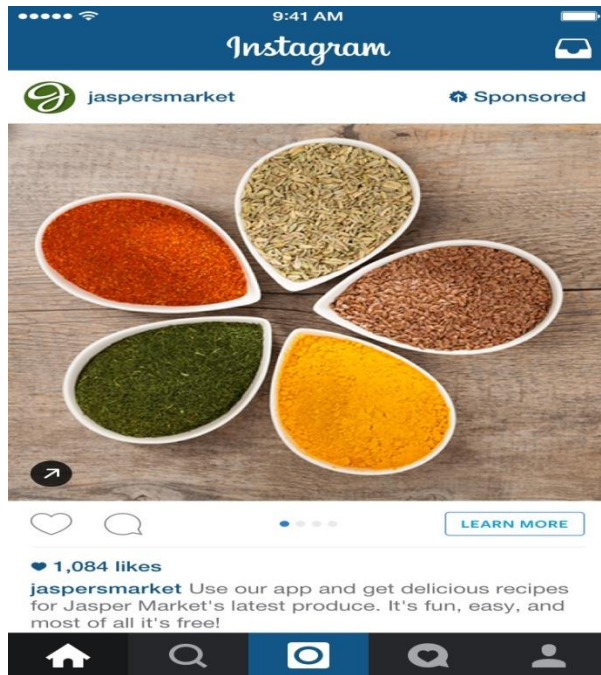 9:41 AM
Instagram
jaspersmarket
Sponsored
LEARN MORE
1,084 likes
jaspersmarket Use our app and get delicious recipes
for Jasper Market's latest produce. It's fun, easy, and
most of all it's free!